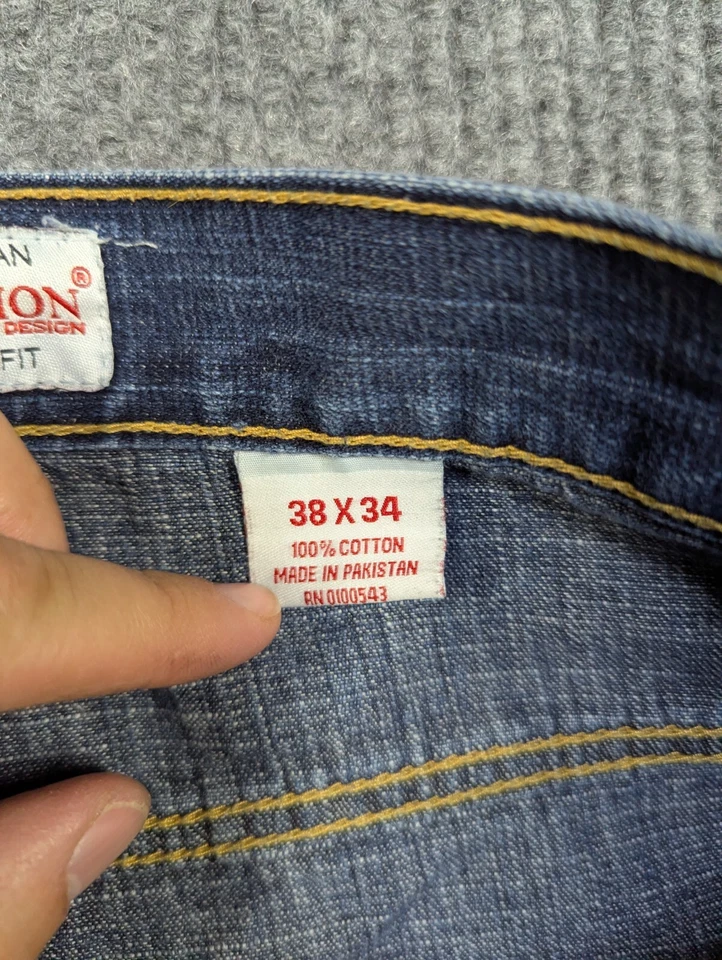 AN
ION®
DESIGN
FIT
38 X 34
100% COTTON
MADE IN PAKISTAN
RN 0100543